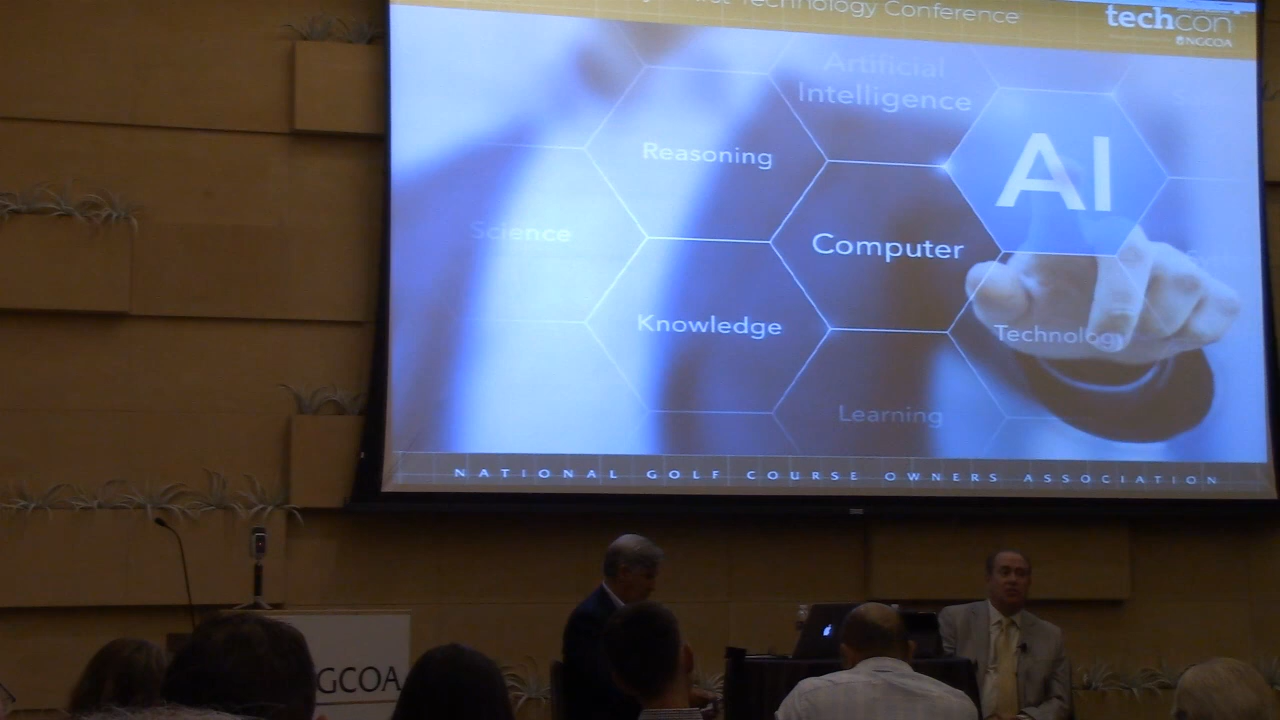 Technology Conference
techcon
NGCOA
Artificial
Intelligence
AI
Reasoning
Science
Computer
Knowledge
Technology
Learning
NATIONAL GOLF COURSE OWNERS ASSOCIATION
GCOA